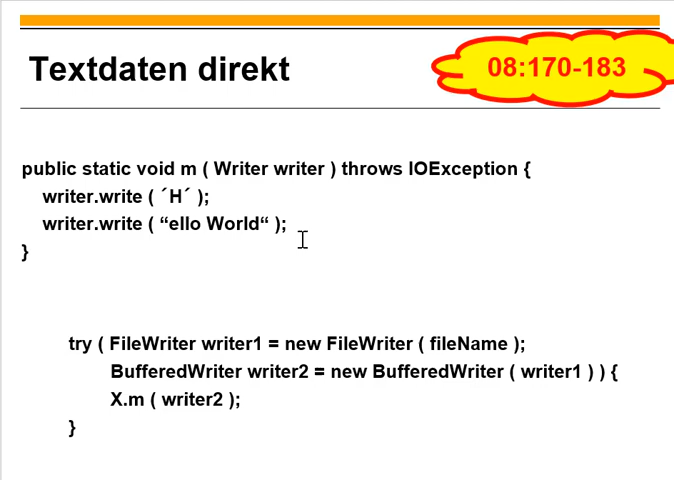 Textdaten direkt
08:170-183
public static void m ( Writer writer ) throws IOException {
writer.write ( ´H´ );
writer.write ( “ello World“ );
}
try ( FileWriter writer1 = new FileWriter ( fileName );
BufferedWriter writer2 = new BufferedWriter ( writer1 ) ) {
X.m ( writer2 );
}